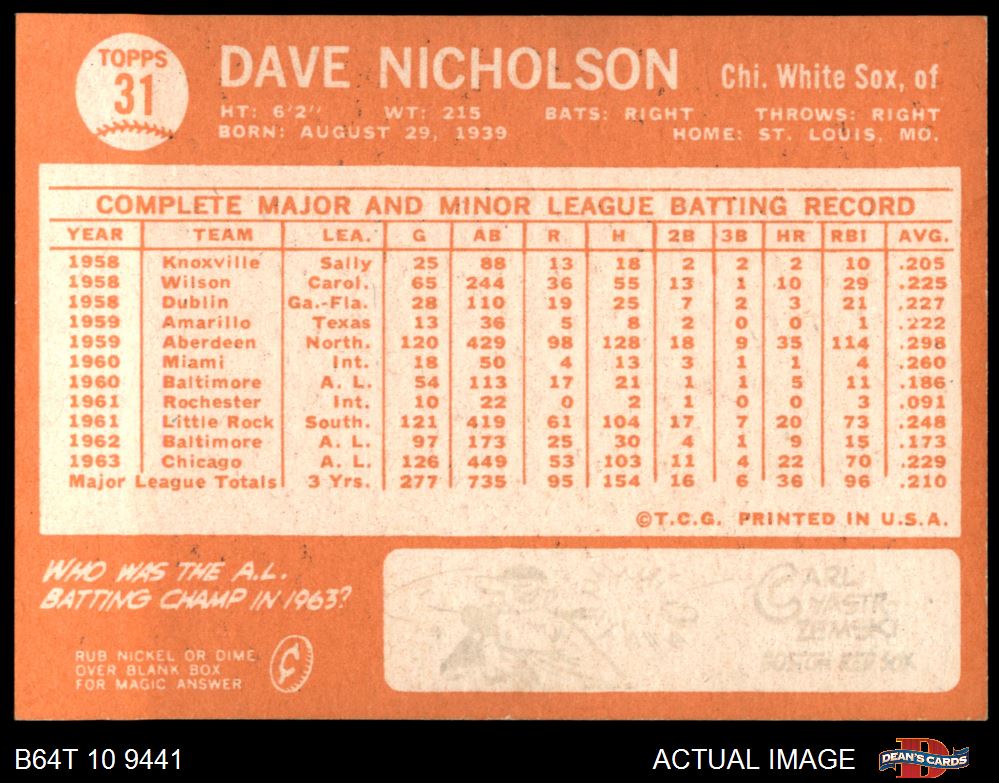 TOPPS
31
DAVE NICHOLSON
Chi. White Sox, of
HT: 6'2" WT: 215 BATS: RIGHT THROWS: RIGHT
BORN: AUGUST 29, 1939 HOME: ST. LOUIS, MO.
COMPLETE MAJOR AND MINOR LEAGUE BATTING RECORD
YEAR TEAM LEA. G AB R H 2B 3B HR RBI AVG.
1958 Knoxville Sally 25 88 13 18 2 2 2 10 .205
1958 Wilson Carol. 65 244 36 55 13 1 10 29 .225
1958 Dublin Ga.-Fla. 28 110 19 25 7 2 3 21 .227
1959 Amarillo Texas 13 36 5 8 2 0 0 1 .222
1959 Aberdeen North. 120 429 98 128 18 9 35 114 .298
1960 Miami Int. 18 50 4 13 3 1 1 4 .260
1960 Baltimore A. L. 54 113 17 21 1 1 5 11 .186
1961 Rochester Int. 10 22 0 2 1 0 0 3 .091
1961 Little Rock South. 121 419 61 104 17 7 20 73 .248
1962 Baltimore A. L. 97 173 25 30 4 1 9 15 .173
1963 Chicago A. L. 126 449 53 103 11 4 22 70 .229
Major League Totals 3 Yrs. 277 735 95 154 16 6 36 96 .210
©T.C.G. PRINTED IN U.S.A.
WHO WAS THE A.L.
BATTING CHAMP IN 1963?
RUB NICKEL OR DIME
OVER BLANK BOX
FOR MAGIC ANSWER
¢
CARL
YASTR-
ZEMSKI
BOSTON RED SOX
B64T 10 9441
ACTUAL IMAGE
DEAN'S CARDS